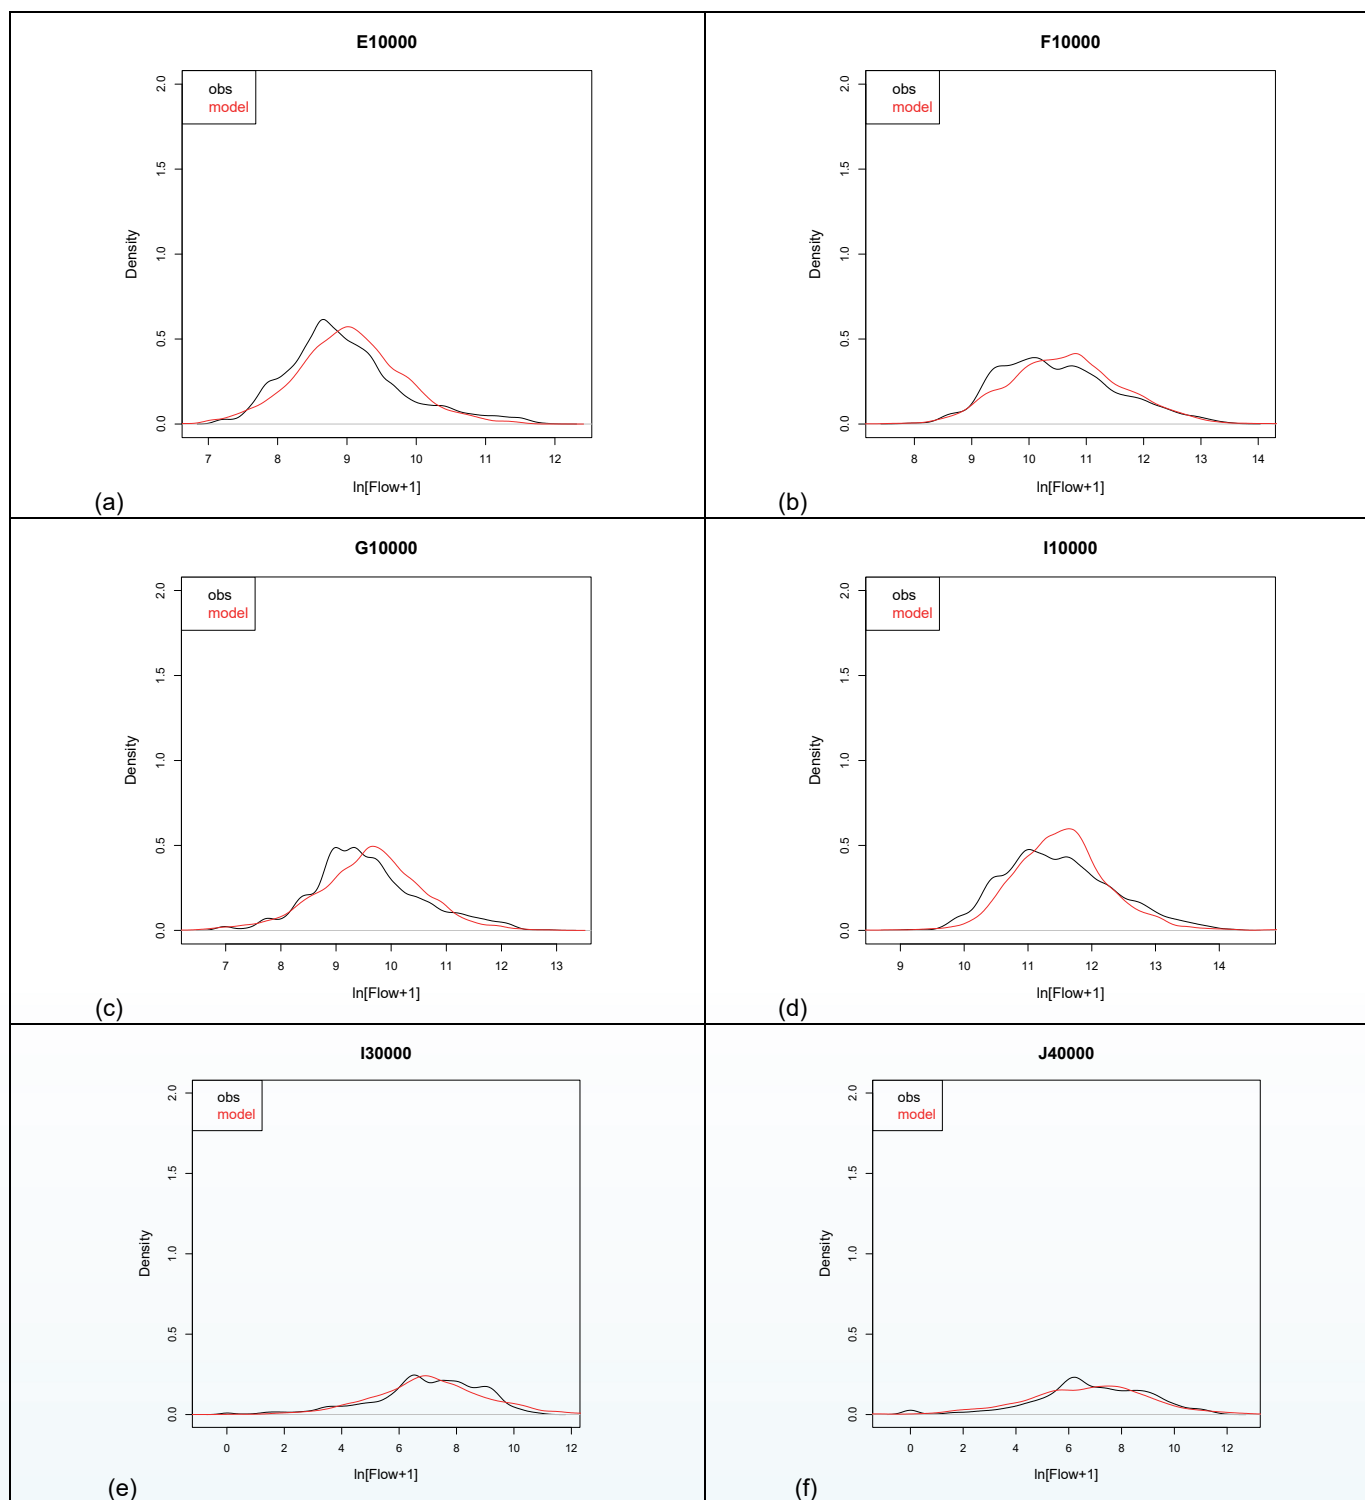 E10000
obs
model
2.0
1.5
1.0
0.5
0.0
Density
7 8 9 10 11 12
ln[Flow+1]
(a)
F10000
obs
model
2.0
1.5
1.0
0.5
0.0
Density
8 9 10 11 12 13 14
ln[Flow+1]
(b)
G10000
obs
model
2.0
1.5
1.0
0.5
0.0
Density
7 8 9 10 11 12 13
ln[Flow+1]
(c)
I10000
obs
model
2.0
1.5
1.0
0.5
0.0
Density
9 10 11 12 13 14
ln[Flow+1]
(d)
I30000
obs
model
2.0
1.5
1.0
0.5
0.0
Density
0 2 4 6 8 10 12
ln[Flow+1]
(e)
J40000
obs
model
2.0
1.5
1.0
0.5
0.0
Density
0 2 4 6 8 10 12
ln[Flow+1]
(f)